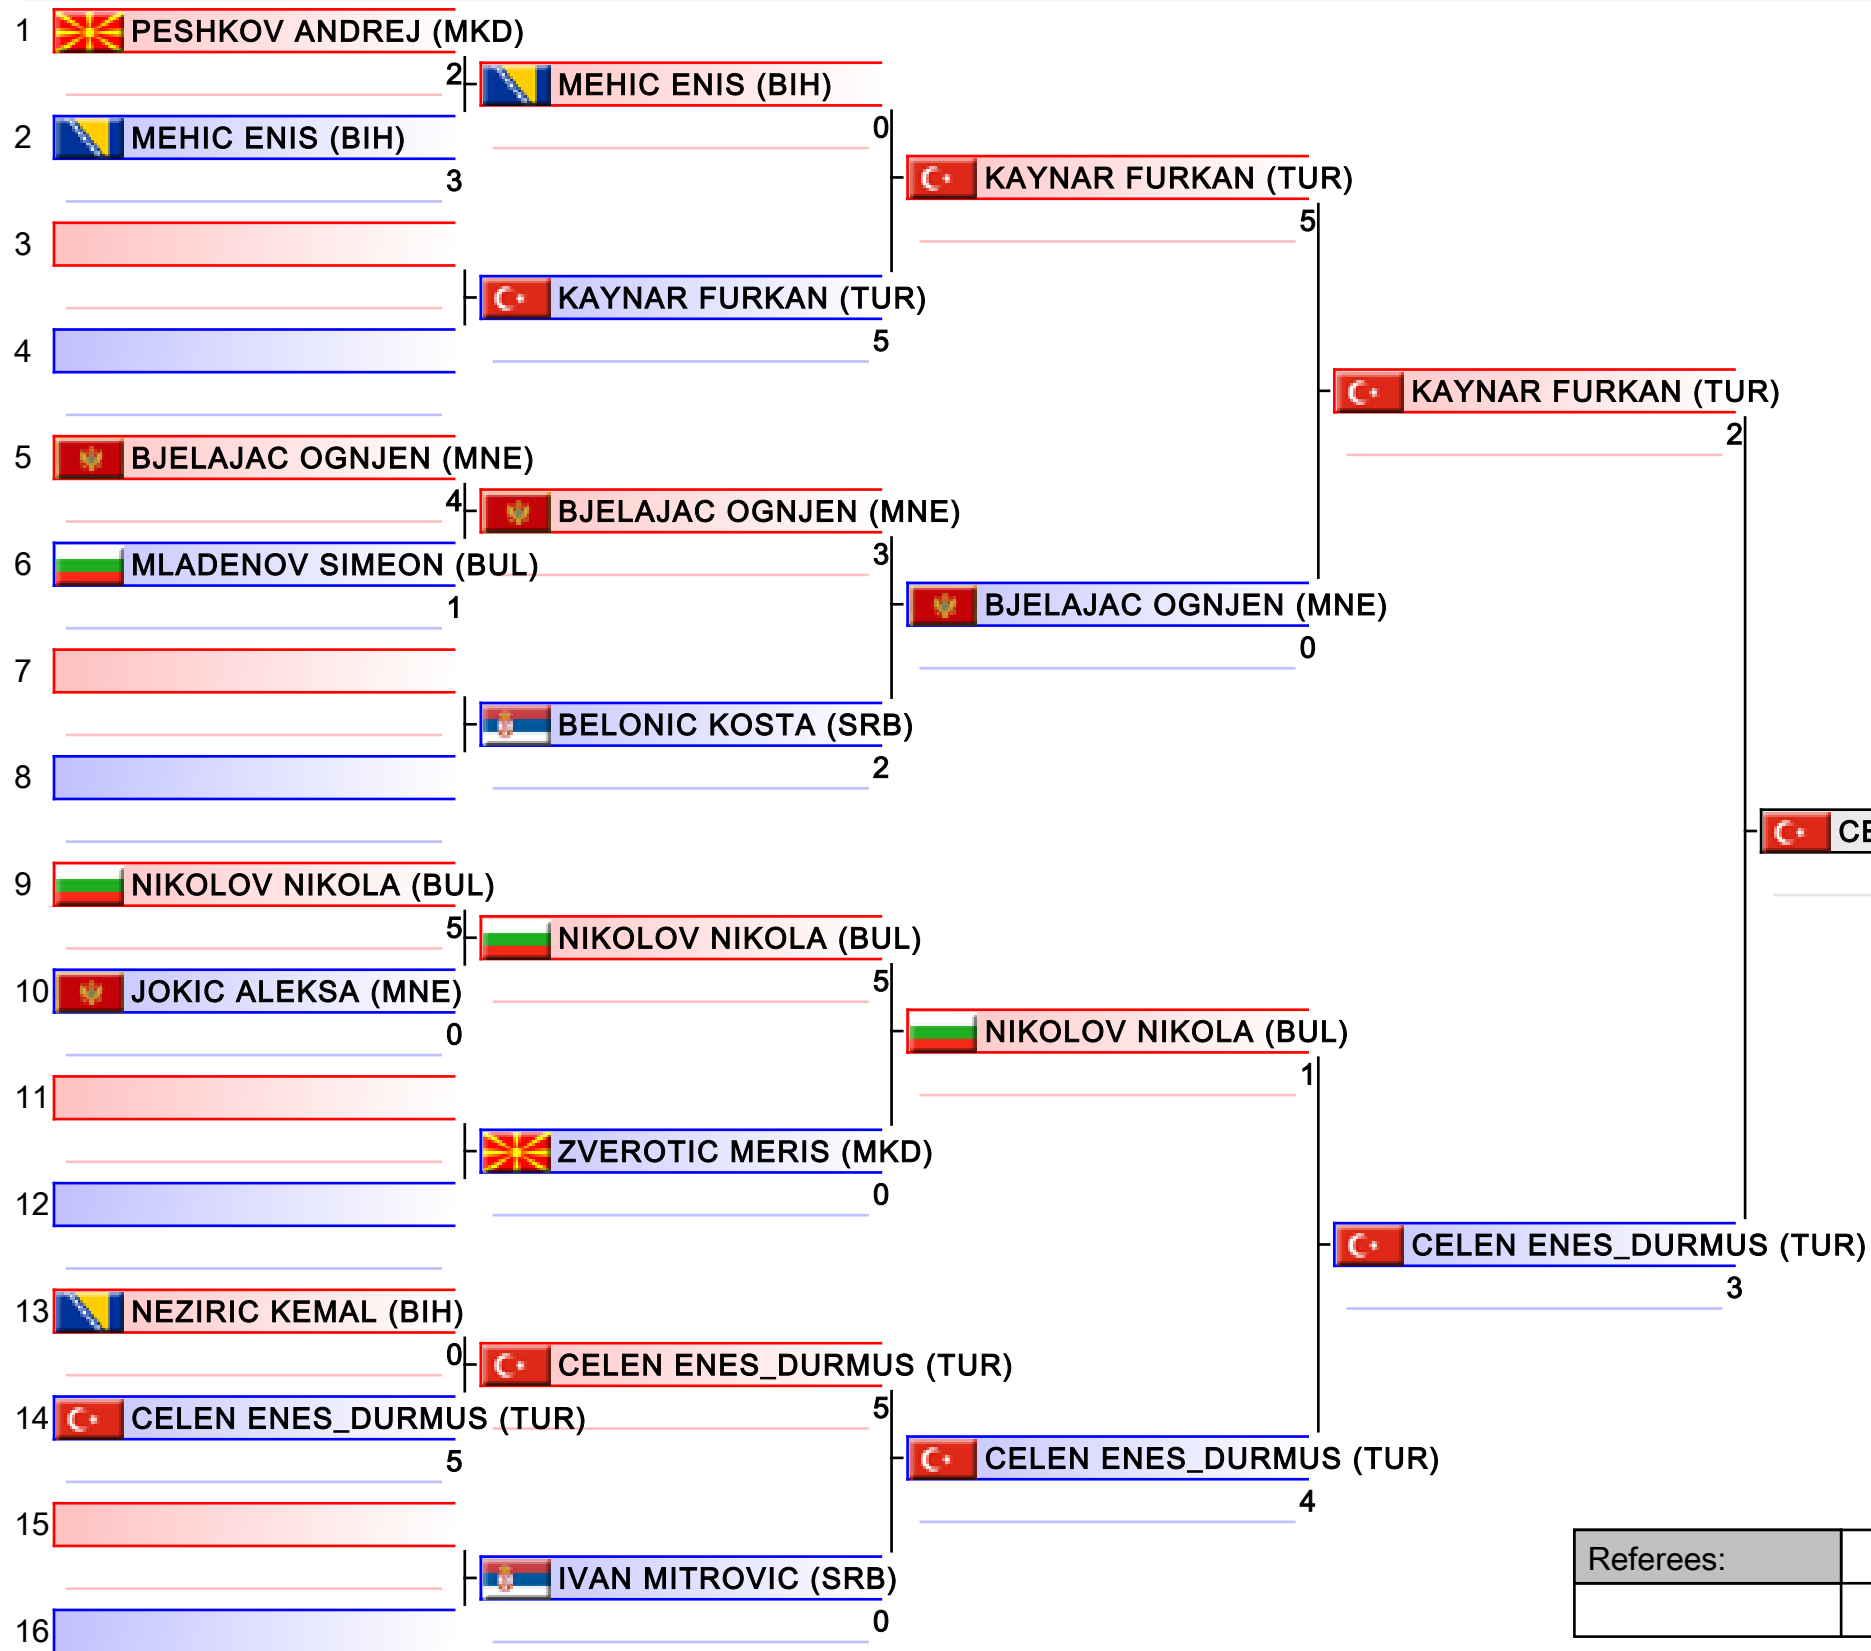 1 PESHKOV ANDREJ (MKD)
2
MEHIC ENIS (BIH)
0
2 MEHIC ENIS (BIH)
3
KAYNAR FURKAN (TUR)
5
3
KAYNAR FURKAN (TUR)
5
4
KAYNAR FURKAN (TUR)
2
5 BJELAJAC OGNJEN (MNE)
4
BJELAJAC OGNJEN (MNE)
3
6 MLADENOV SIMEON (BUL)
1
BJELAJAC OGNJEN (MNE)
0
7
BELONIC KOSTA (SRB)
2
8
CE
9 NIKOLOV NIKOLA (BUL)
5
NIKOLOV NIKOLA (BUL)
5
10 JOKIC ALEKSA (MNE)
0
NIKOLOV NIKOLA (BUL)
1
11
ZVEROTIC MERIS (MKD)
0
12
CELEN ENES_DURMUS (TUR)
3
13 NEZIRIC KEMAL (BIH)
0
CELEN ENES_DURMUS (TUR)
5
14 CELEN ENES_DURMUS (TUR)
5
CELEN ENES_DURMUS (TUR)
4
15
IVAN MITROVIC (SRB)
0
16
Referees: